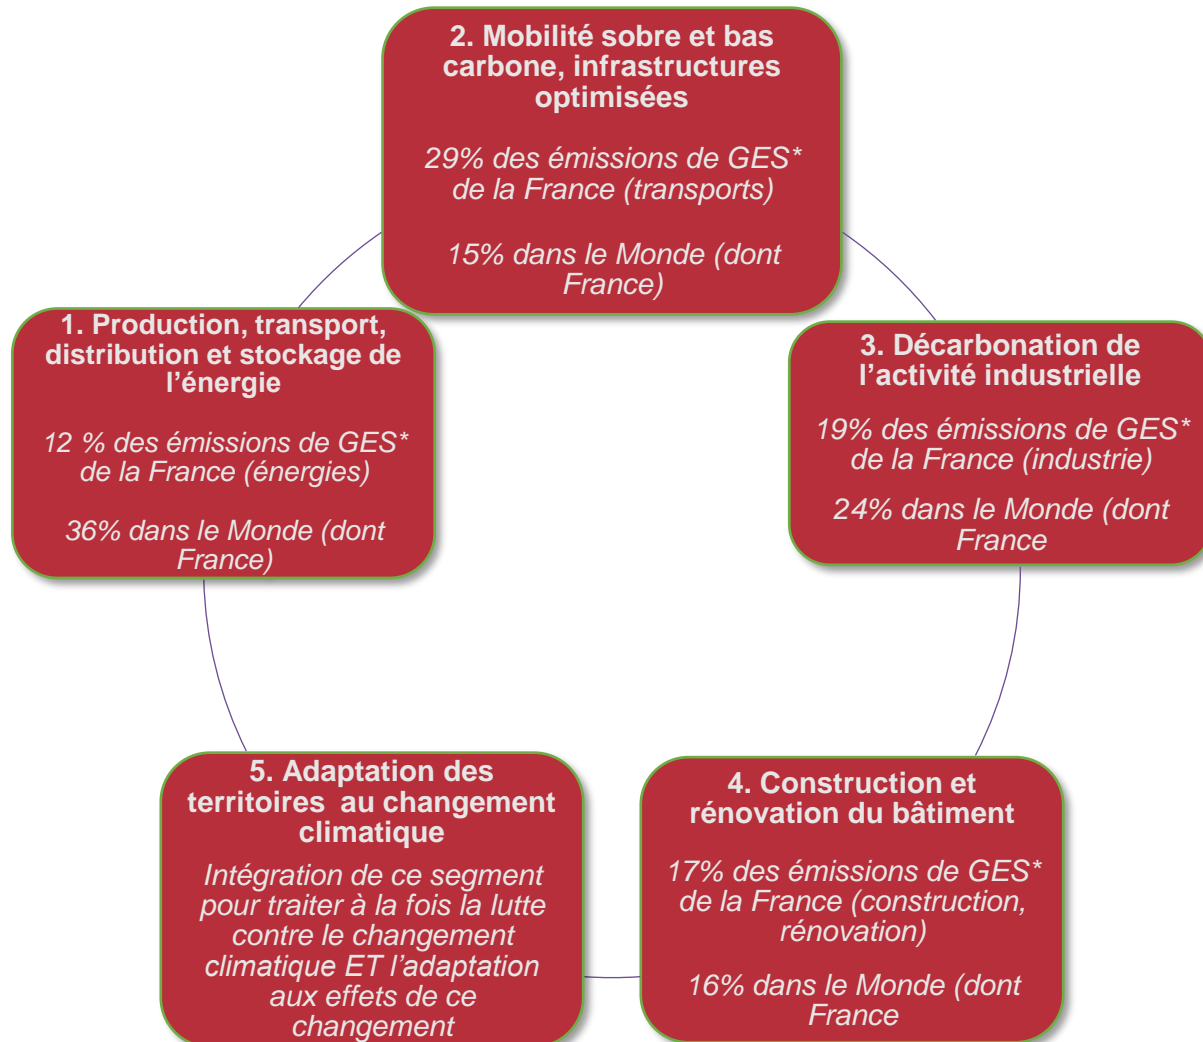 2. Mobilité sobre et bas
carbone, infrastructures
optimisées
29% des émissions de GES*
de la France (transports)
15% dans le Monde (dont
France)
1. Production, transport,
distribution et stockage de
l’énergie
12 % des émissions de GES*
de la France (énergies)
36% dans le Monde (dont
France)
3. Décarbonation de
l’activité industrielle
19% des émissions de GES*
de la France (industrie)
24% dans le Monde (dont
France
5. Adaptation des
territoires au changement
climatique
Intégration de ce segment
pour traiter à la fois la lutte
contre le changement
climatique ET l’adaptation
aux effets de ce
changement
4. Construction et
rénovation du bâtiment
17% des émissions de GES*
de la France (construction,
rénovation)
16% dans le Monde (dont
France